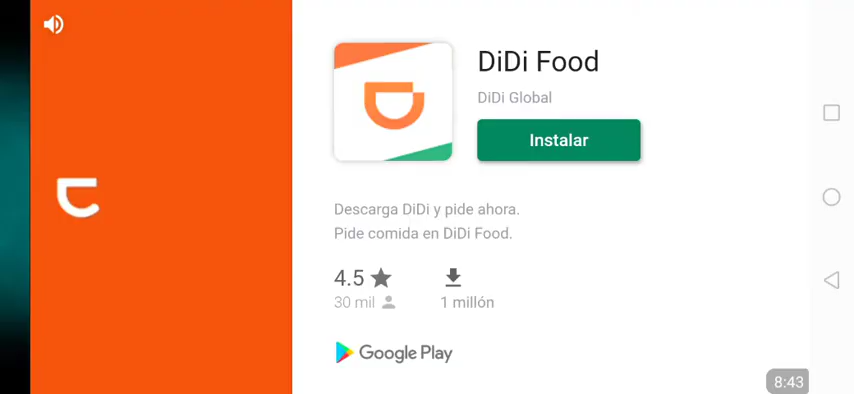 DiDi Food
DiDi Global
Instalar
Descarga DiDi y pide ahora.
Pide comida en DiDi Food.
4.5
30 mil
1 millón
Google Play
8:43